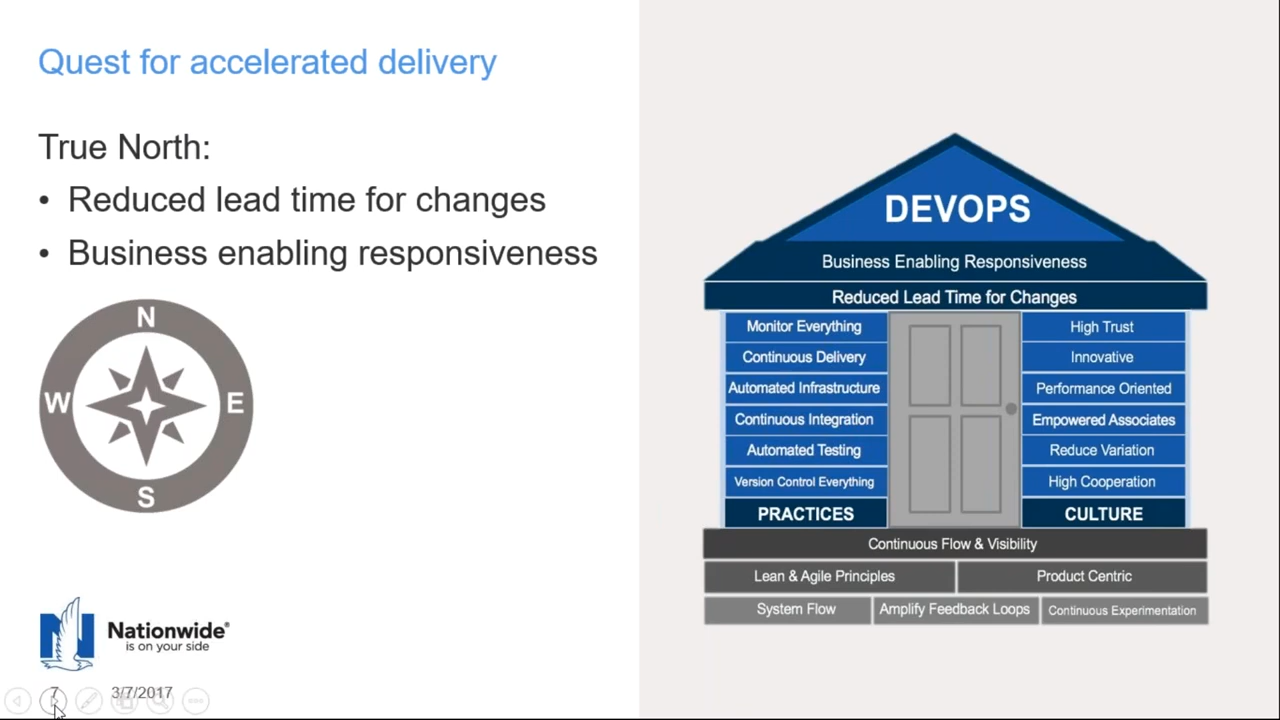 Quest for accelerated delivery
True North:
• Reduced lead time for changes
• Business enabling responsiveness
N
W E
S
Nationwide®
is on your side
7 3/7/2017
DEVOPS
Business Enabling Responsiveness
Reduced Lead Time for Changes
Monitor Everything
Continuous Delivery
Automated Infrastructure
Continuous Integration
Automated Testing
Version Control Everything
PRACTICES
High Trust
Innovative
Performance Oriented
Empowered Associates
Reduce Variation
High Cooperation
CULTURE
Continuous Flow & Visibility
Lean & Agile Principles
Product Centric
System Flow
Amplify Feedback Loops
Continuous Experimentation